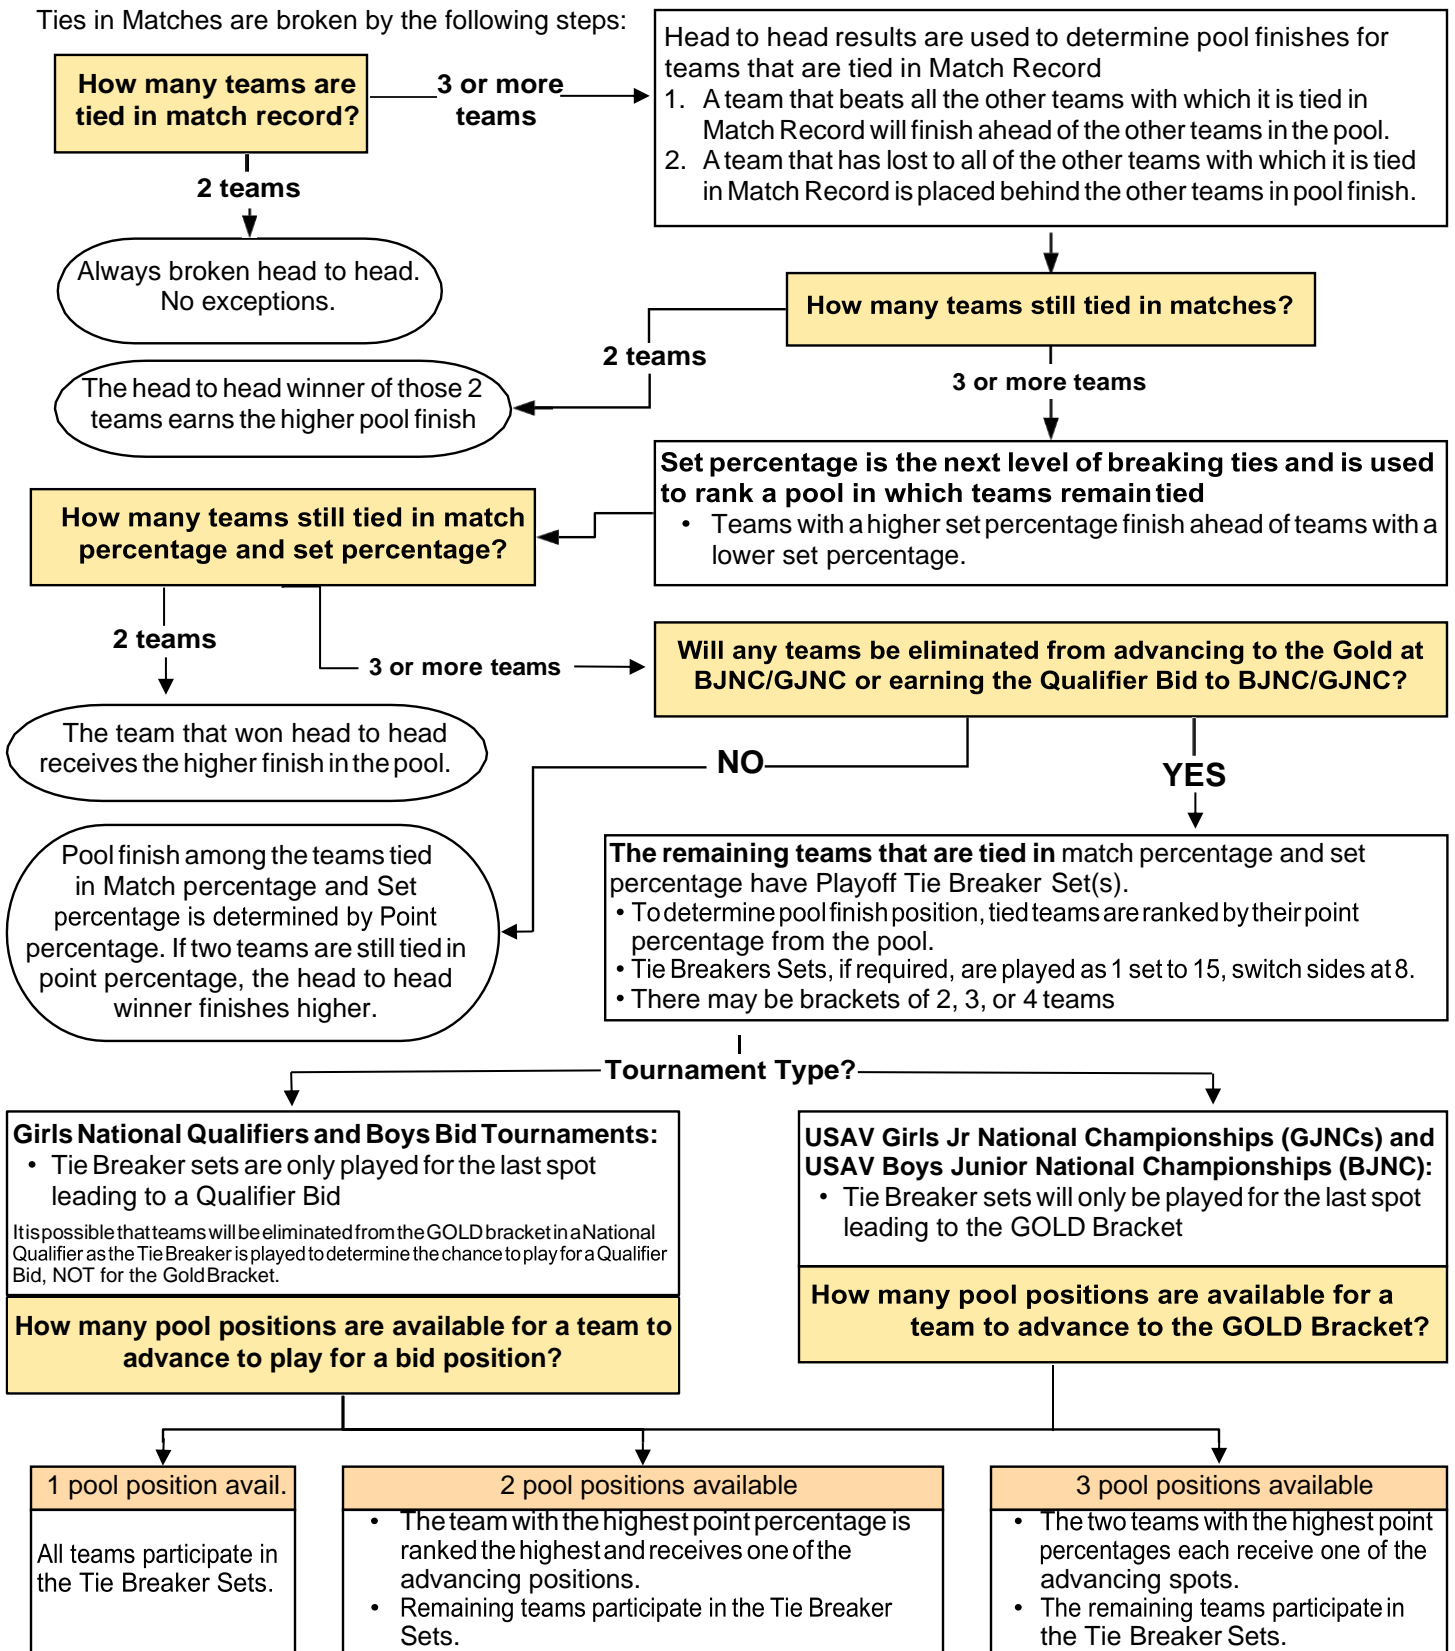 Ties in Matches are broken by the following steps:
How many teams are
tied in match record?
3 or more
teams
Head to head results are used to determine pool finishes for
teams that are tied in Match Record
1. A team that beats all the other teams with which it is tied in
Match Record will finish ahead of the other teams in the pool.
2. A team that has lost to all of the other teams with which it is tied
in Match Record is placed behind the other teams in pool finish.
2 teams
Always broken head to head.
No exceptions.
How many teams still tied in matches?
2 teams
3 or more teams
The head to head winner of those 2
teams earns the higher pool finish
Set percentage is the next level of breaking ties and is used
to rank a pool in which teams remain tied
• Teams with a higher set percentage finish ahead of teams with a
lower set percentage.
How many teams still tied in match
percentage and set percentage?
2 teams
3 or more teams
Will any teams be eliminated from advancing to the Gold at
BJNC/GJNC or earning the Qualifier Bid to BJNC/GJNC?
The team that won head to head
receives the higher finish in the pool.
NO
YES
Pool finish among the teams tied
in Match percentage and Set
percentage is determined by Point
percentage. If two teams are still tied in
point percentage, the head to head
winner finishes higher.
The remaining teams that are tied in match percentage and set
percentage have Playoff Tie Breaker Set(s).
• To determine pool finish position, tied teams are ranked by their point
percentage from the pool.
• Tie Breakers Sets, if required, are played as 1 set to 15, switch sides at 8.
• There may be brackets of 2, 3, or 4 teams
Tournament Type?
Girls National Qualifiers and Boys Bid Tournaments:
• Tie Breaker sets are only played for the last spot
leading to a Qualifier Bid
It is possible that teams will be eliminated from the GOLD bracket in a National
Qualifier as the Tie Breaker is played to determine the chance to play for a Qualifier
Bid, NOT for the Gold Bracket.
How many pool positions are available for a team to
advance to play for a bid position?
USAV Girls Jr National Championships (GJNCs) and
USAV Boys Junior National Championships (BJNC):
• Tie Breaker sets will only be played for the last spot
leading to the GOLD Bracket
How many pool positions are available for a
team to advance to the GOLD Bracket?
1 pool position avail.
All teams participate in
the Tie Breaker Sets.
2 pool positions available
• The team with the highest point percentage is
ranked the highest and receives one of the
advancing positions.
• Remaining teams participate in the Tie Breaker
Sets.
3 pool positions available
• The two teams with the highest point
percentages each receive one of the
advancing spots.
• The remaining teams participate in
the Tie Breaker Sets.